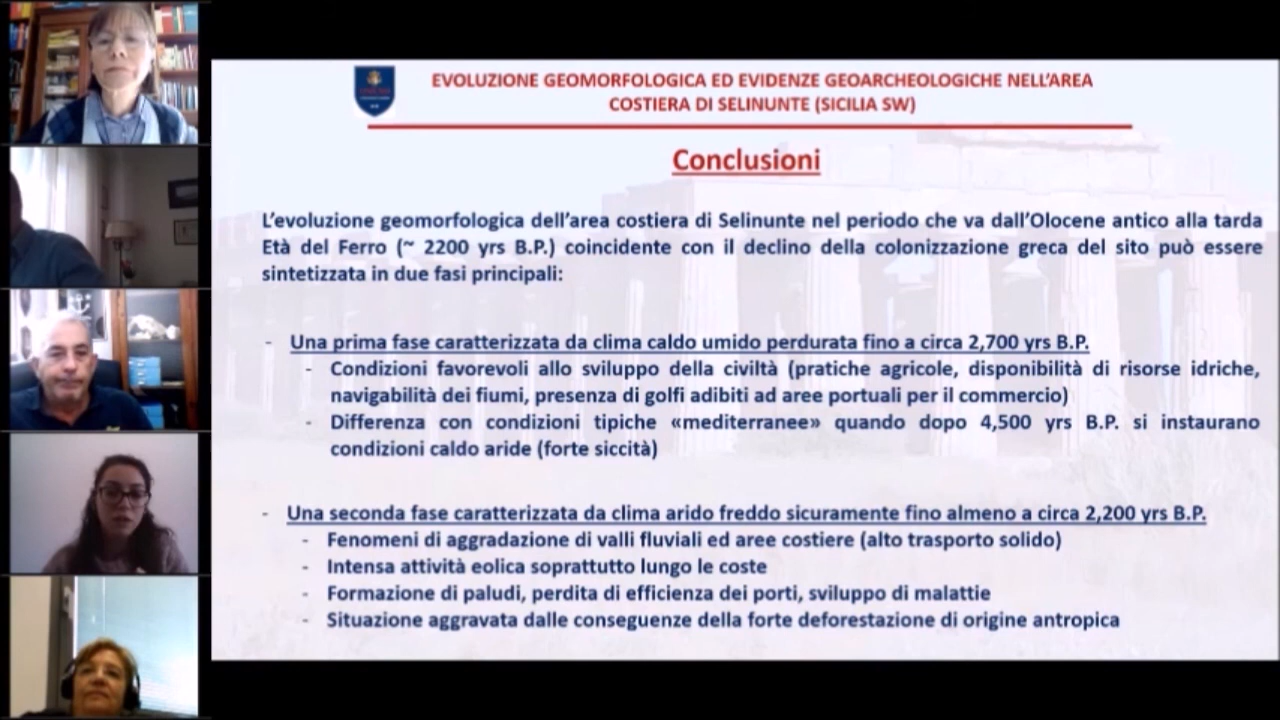 EVOLUZIONE GEOMORFOLOGICA ED EVIDENZE GEOARCHEOLOGICHE NELL'AREA
COSTIERA DI SELINUNTE (SICILIA SW)
Conclusioni
L'evoluzione geomorfologica dell'area costiera di Selinunte nel periodo che va dall'Olocene antico alla tarda
Età del Ferro (~ 2200 yrs B.P.) coincidente con il declino della colonizzazione greca del sito può essere
sintetizzata in due fasi principali:
- Una prima fase caratterizzata da clima caldo umido perdurata fino a circa 2,700 yrs B.P.
- Condizioni favorevoli allo sviluppo della civiltà (pratiche agricole, disponibilità di risorse idriche,
navigabilità dei fiumi, presenza di golfi adibiti ad aree portuali per il commercio)
- Differenza con condizioni tipiche «mediterranee» quando dopo 4,500 yrs B.P. si instaurano
condizioni caldo aride (forte siccità)
- Una seconda fase caratterizzata da clima arido freddo sicuramente fino almeno a circa 2,200 yrs B.P.
- Fenomeni di aggradazione di valli fluviali ed aree costiere (alto trasporto solido)
- Intensa attività eolica soprattutto lungo le coste
- Formazione di paludi, perdita di efficienza dei porti, sviluppo di malattie
- Situazione aggravata dalle conseguenze della forte deforestazione di origine antropica